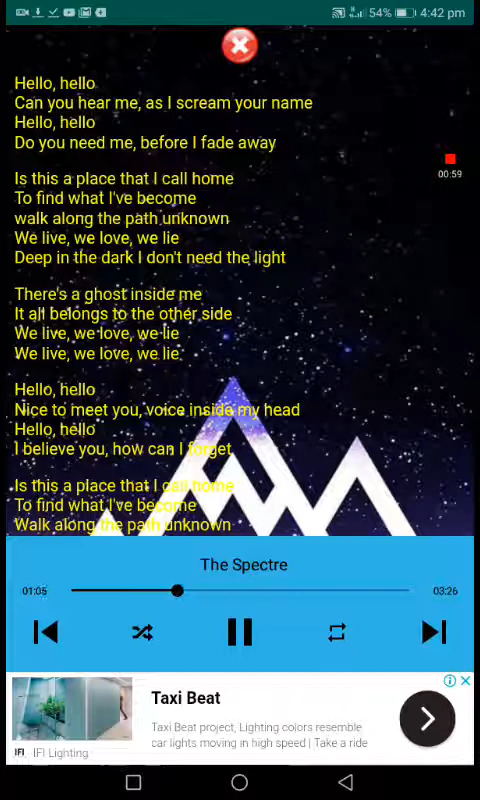 54% 4:42 pm
Hello, hello
Can you hear me, as I scream your name
Hello, hello
Do you need me, before I fade away
00:59
Is this a place that I call home
To find what I've become
walk along the path unknown
We live, we love, we lie
Deep in the dark I don't need the light
There's a ghost inside me
It all belongs to the other side
We live, we love, we lie
We live, we love, we lie
Hello, hello
Nice to meet you, voice inside my head
Hello, hello
I believe you, how can I forget
Is this a place that I call home
To find what I've become
Walk along the path unknown
The Spectre
01:05 03:26
Taxi Beat
Taxi Beat project, Lighting colors resemble
car lights moving in high speed | Take a ride
IFI IFI Lighting